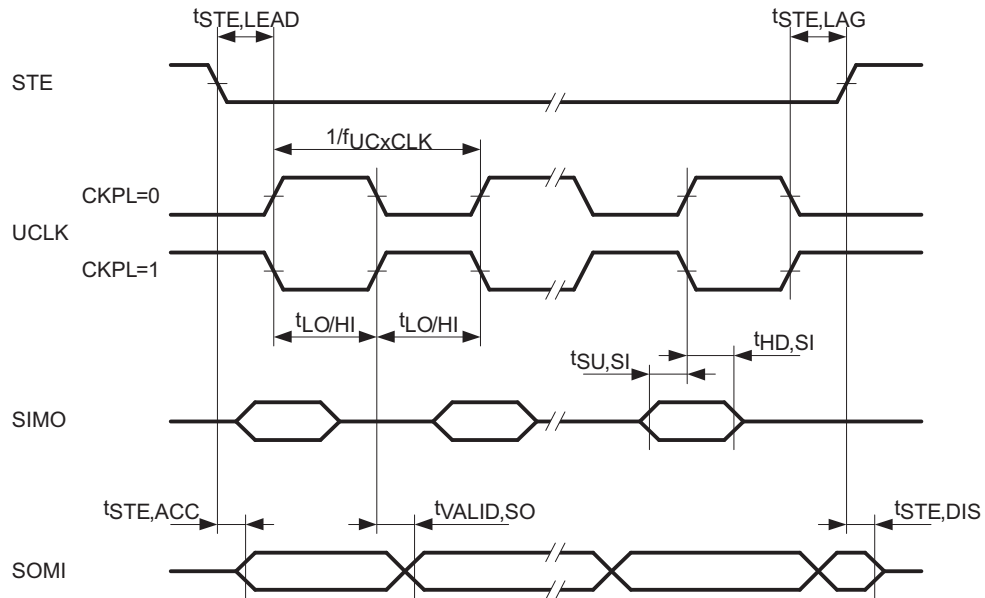 tSTE,LEAD
tSTE,LAG
STE
1/fUCxCLK
CKPL=0
UCLK
CKPL=1
tLO/HI
tLO/HI
tHD,SI
tSU,SI
SIMO
tSTE,ACC
tVALID,SO
tSTE,DIS
SOMI